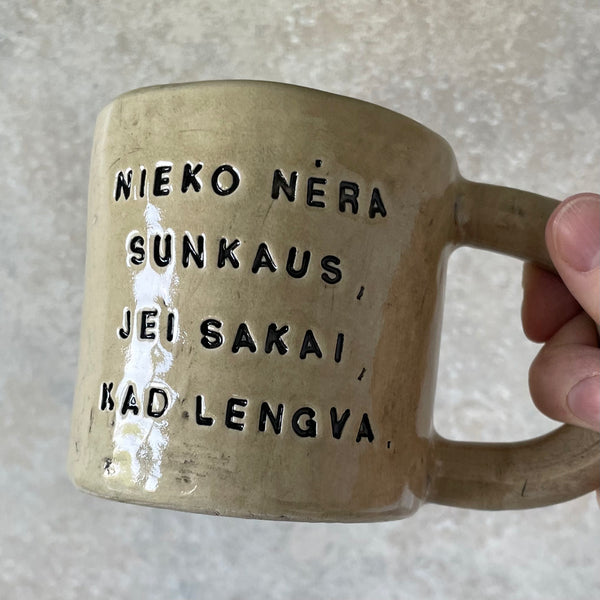 NIEKO NĖRA
SUNKAUS,
JEI SAKAI,
KAD LENGVA.